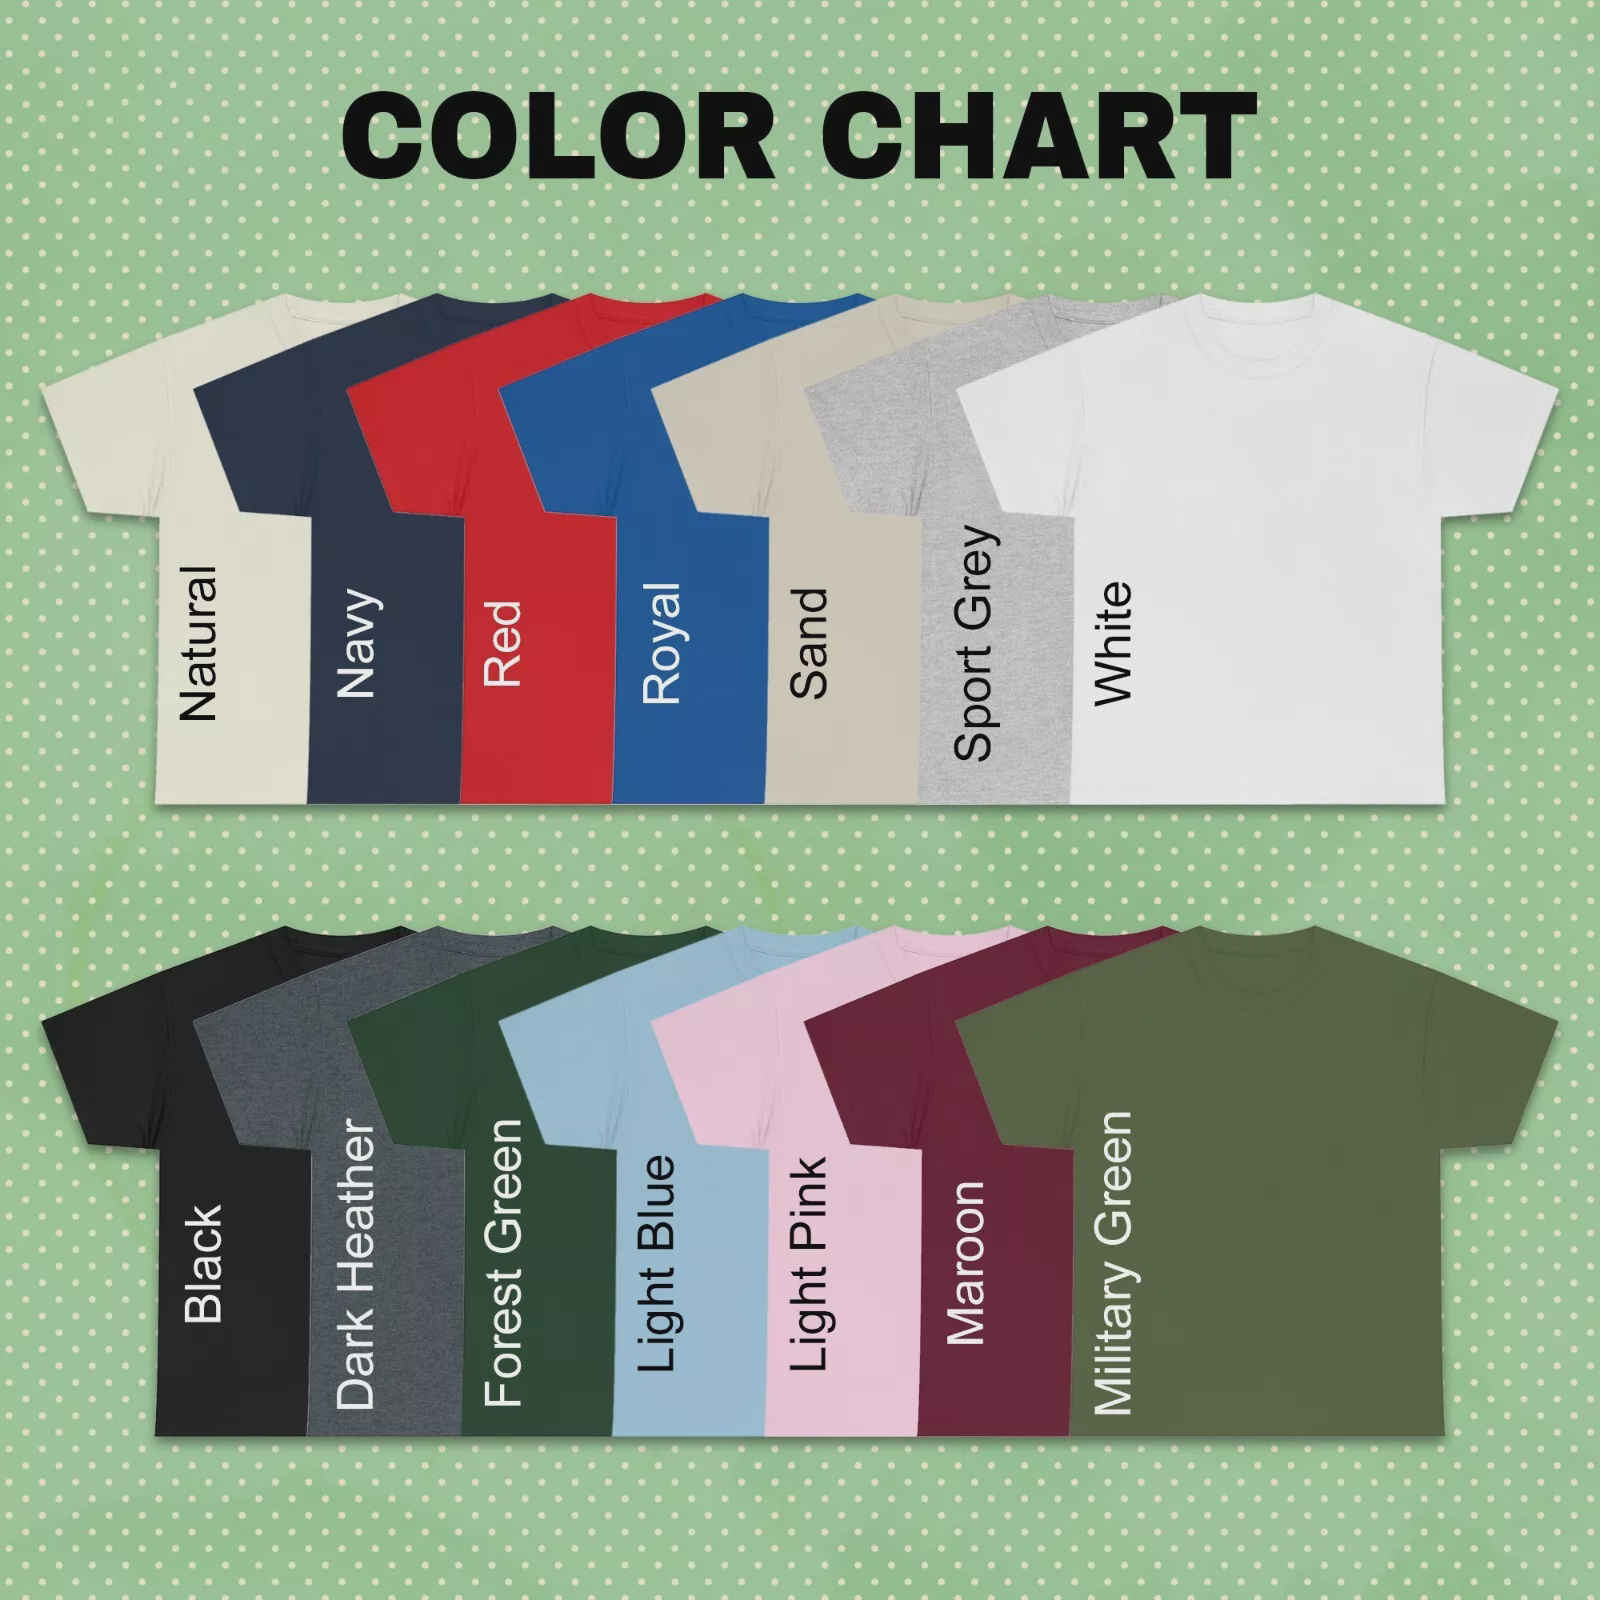 COLOR CHART
Natural
Navy
Red
Royal
Sand
Sport Grey
White
Black
Dark Heather
Forest Green
Light Blue
Light Pink
Maroon
Military Green